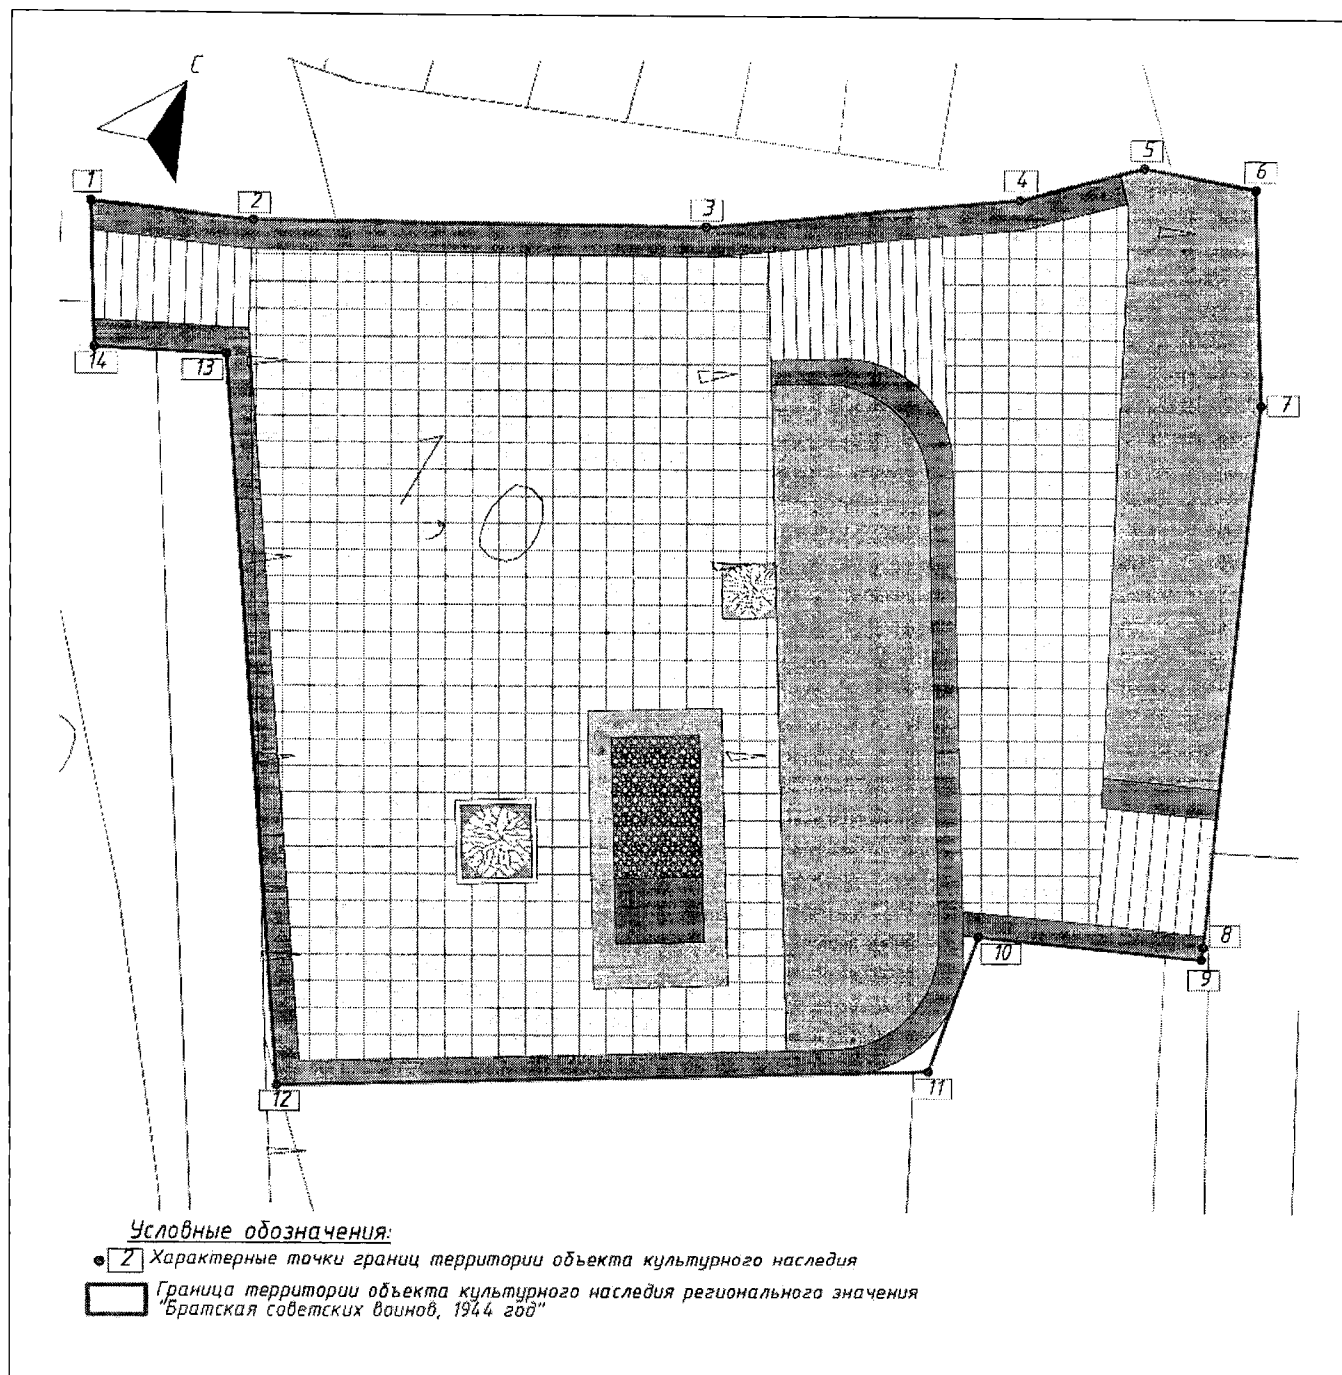 С
1
2
3
4
5
6
7
8
9
10
11
12
13
14
Условные обозначения:
2 Характерные точки границ территории объекта культурного наследия
Граница территории объекта культурного наследия регионального значения
"Братская советских воинов, 1944 год"